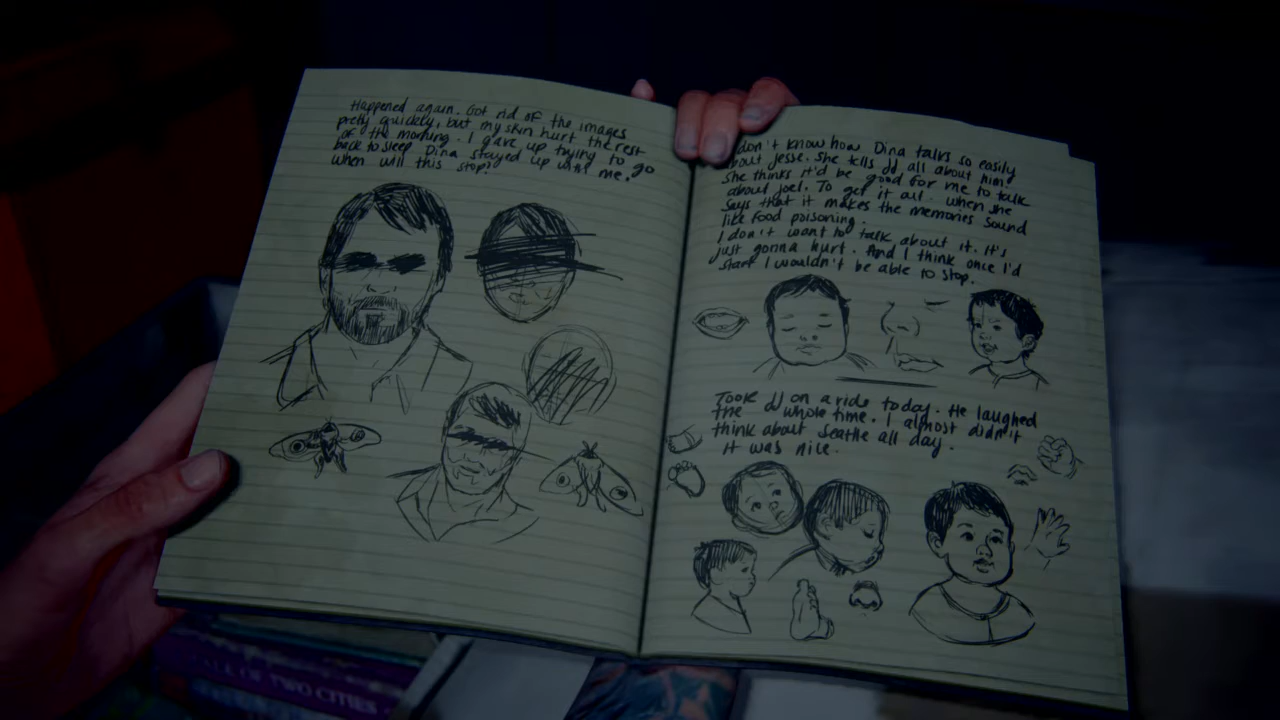 Happened again. Got rid of the images
pretty quickly, but my skin hurt the rest
of the morning. I gave up trying to go
back to sleep. Dina stayed up with me.
When will this stop?
don't know how Dina talks so easily
about Jesse. She tells JJ all about him.
She thinks it'd be good for me to talk
about Joel. To get it out. When she
says that it makes the memories sound
like food poisoning.
I don't want to talk about it. It's
just gonna hurt. And I think once I'd
start I wouldn't be able to stop.
Took JJ on a ride today. He laughed
the whole time. I almost didn't
think about Seattle all day.
It was nice.
OF TWO CITIES